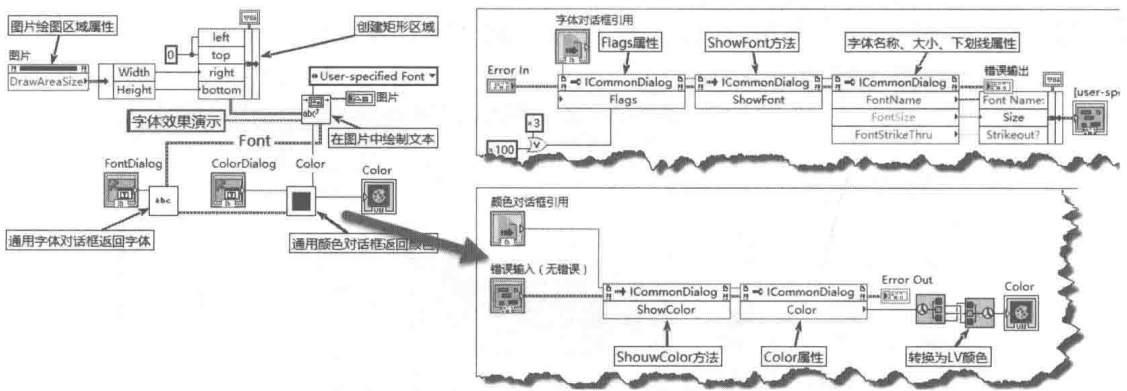 图片绘图区域属性
图片
DrawAreaSize
Width
Height
0
left
top
right
bottom
创建矩形区域
User-specified Font
图片
字体效果演示
在图片中绘制文本
Font
FontDialog
ColorDialog
Color
Color
abc
通用字体对话框返回字体
通用颜色对话框返回颜色
字体对话框引用
Flags属性
ShowFont方法
字体名称、大小、下划线属性
Error In
ICommonDialog
Flags
ICommonDialog
ShowFont
ICommonDialog
FontName
FontSize
FontStrikeThru
错误输出
Font Name:
Size
Strikeout?
[user-spe
x3
x100
颜色对话框引用
错误输入（无错误）
ICommonDialog
ShowColor
ICommonDialog
Color
Error Out
Color
ShouwColor方法
Color属性
转换为LV颜色